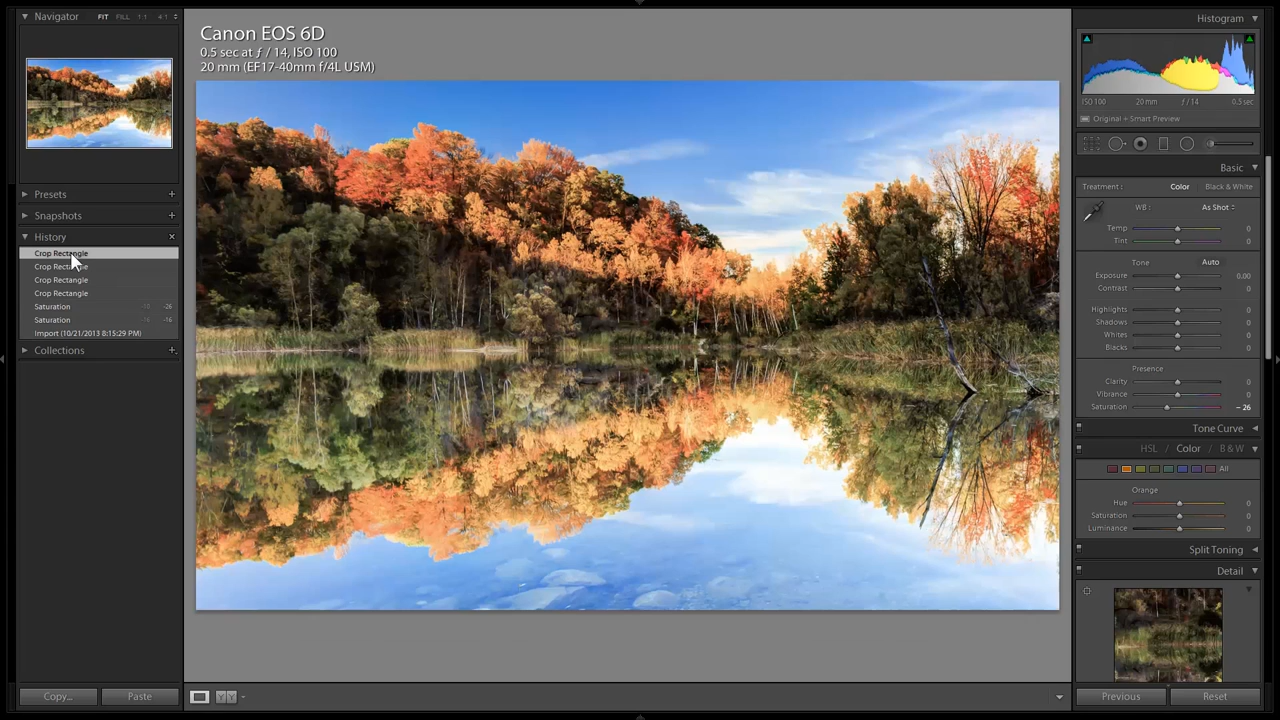 Navigator FIT FILL 1:1 4:1
Presets
Snapshots
History
Crop Rectangle
Crop Rectangle
Crop Rectangle
Crop Rectangle
Saturation -10 -26
Saturation -16 -16
Import (10/21/2013 8:15:29 PM)
Collections
Copy... Paste
Canon EOS 6D
0.5 sec at ƒ / 14, ISO 100
20 mm (EF17-40mm f/4L USM)
Histogram
ISO 100 20 mm ƒ / 14 0.5 sec
Original + Smart Preview
Basic
Treatment : Color Black & White
WB : As Shot
Temp 0
Tint 0
Tone Auto
Exposure 0.00
Contrast 0
Highlights 0
Shadows 0
Whites 0
Blacks 0
Presence
Clarity 0
Vibrance 0
Saturation - 26
Tone Curve
HSL / Color / B & W
All
Orange
Hue 0
Saturation 0
Luminance 0
Split Toning
Detail
Previous Reset